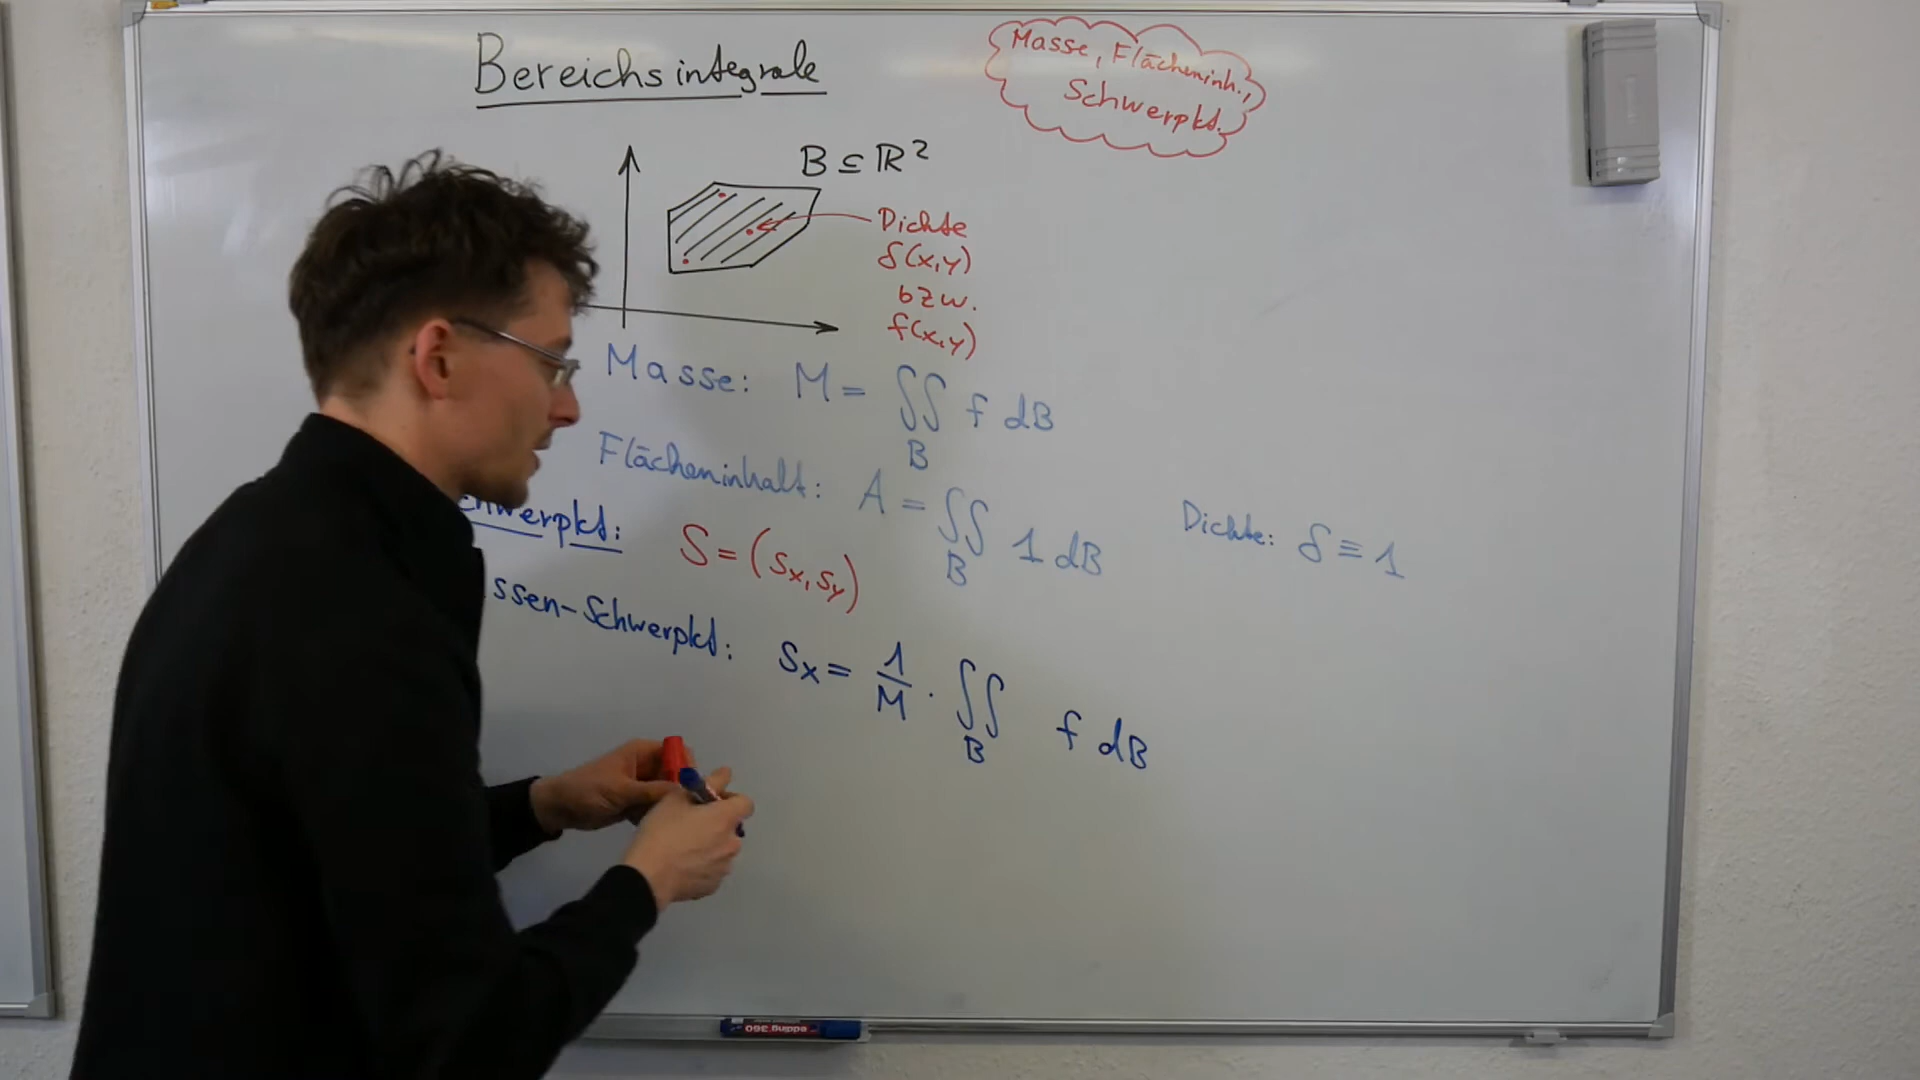 Bereichsintegrale
Masse, Flächeninh.,
Schwerpkt.
B ⊆ ℝ²
Dichte
δ(x,y)
bzw.
f(x,y)
Masse: M = ∬_B f dB
Flächeninhalt: A = ∬_B 1 dB
Dichte: δ ≡ 1
chwerpkt: S = (s_x, s_y)
ssen-Schwerpkt: s_x = 1/M · ∬_B f dB
edding 360